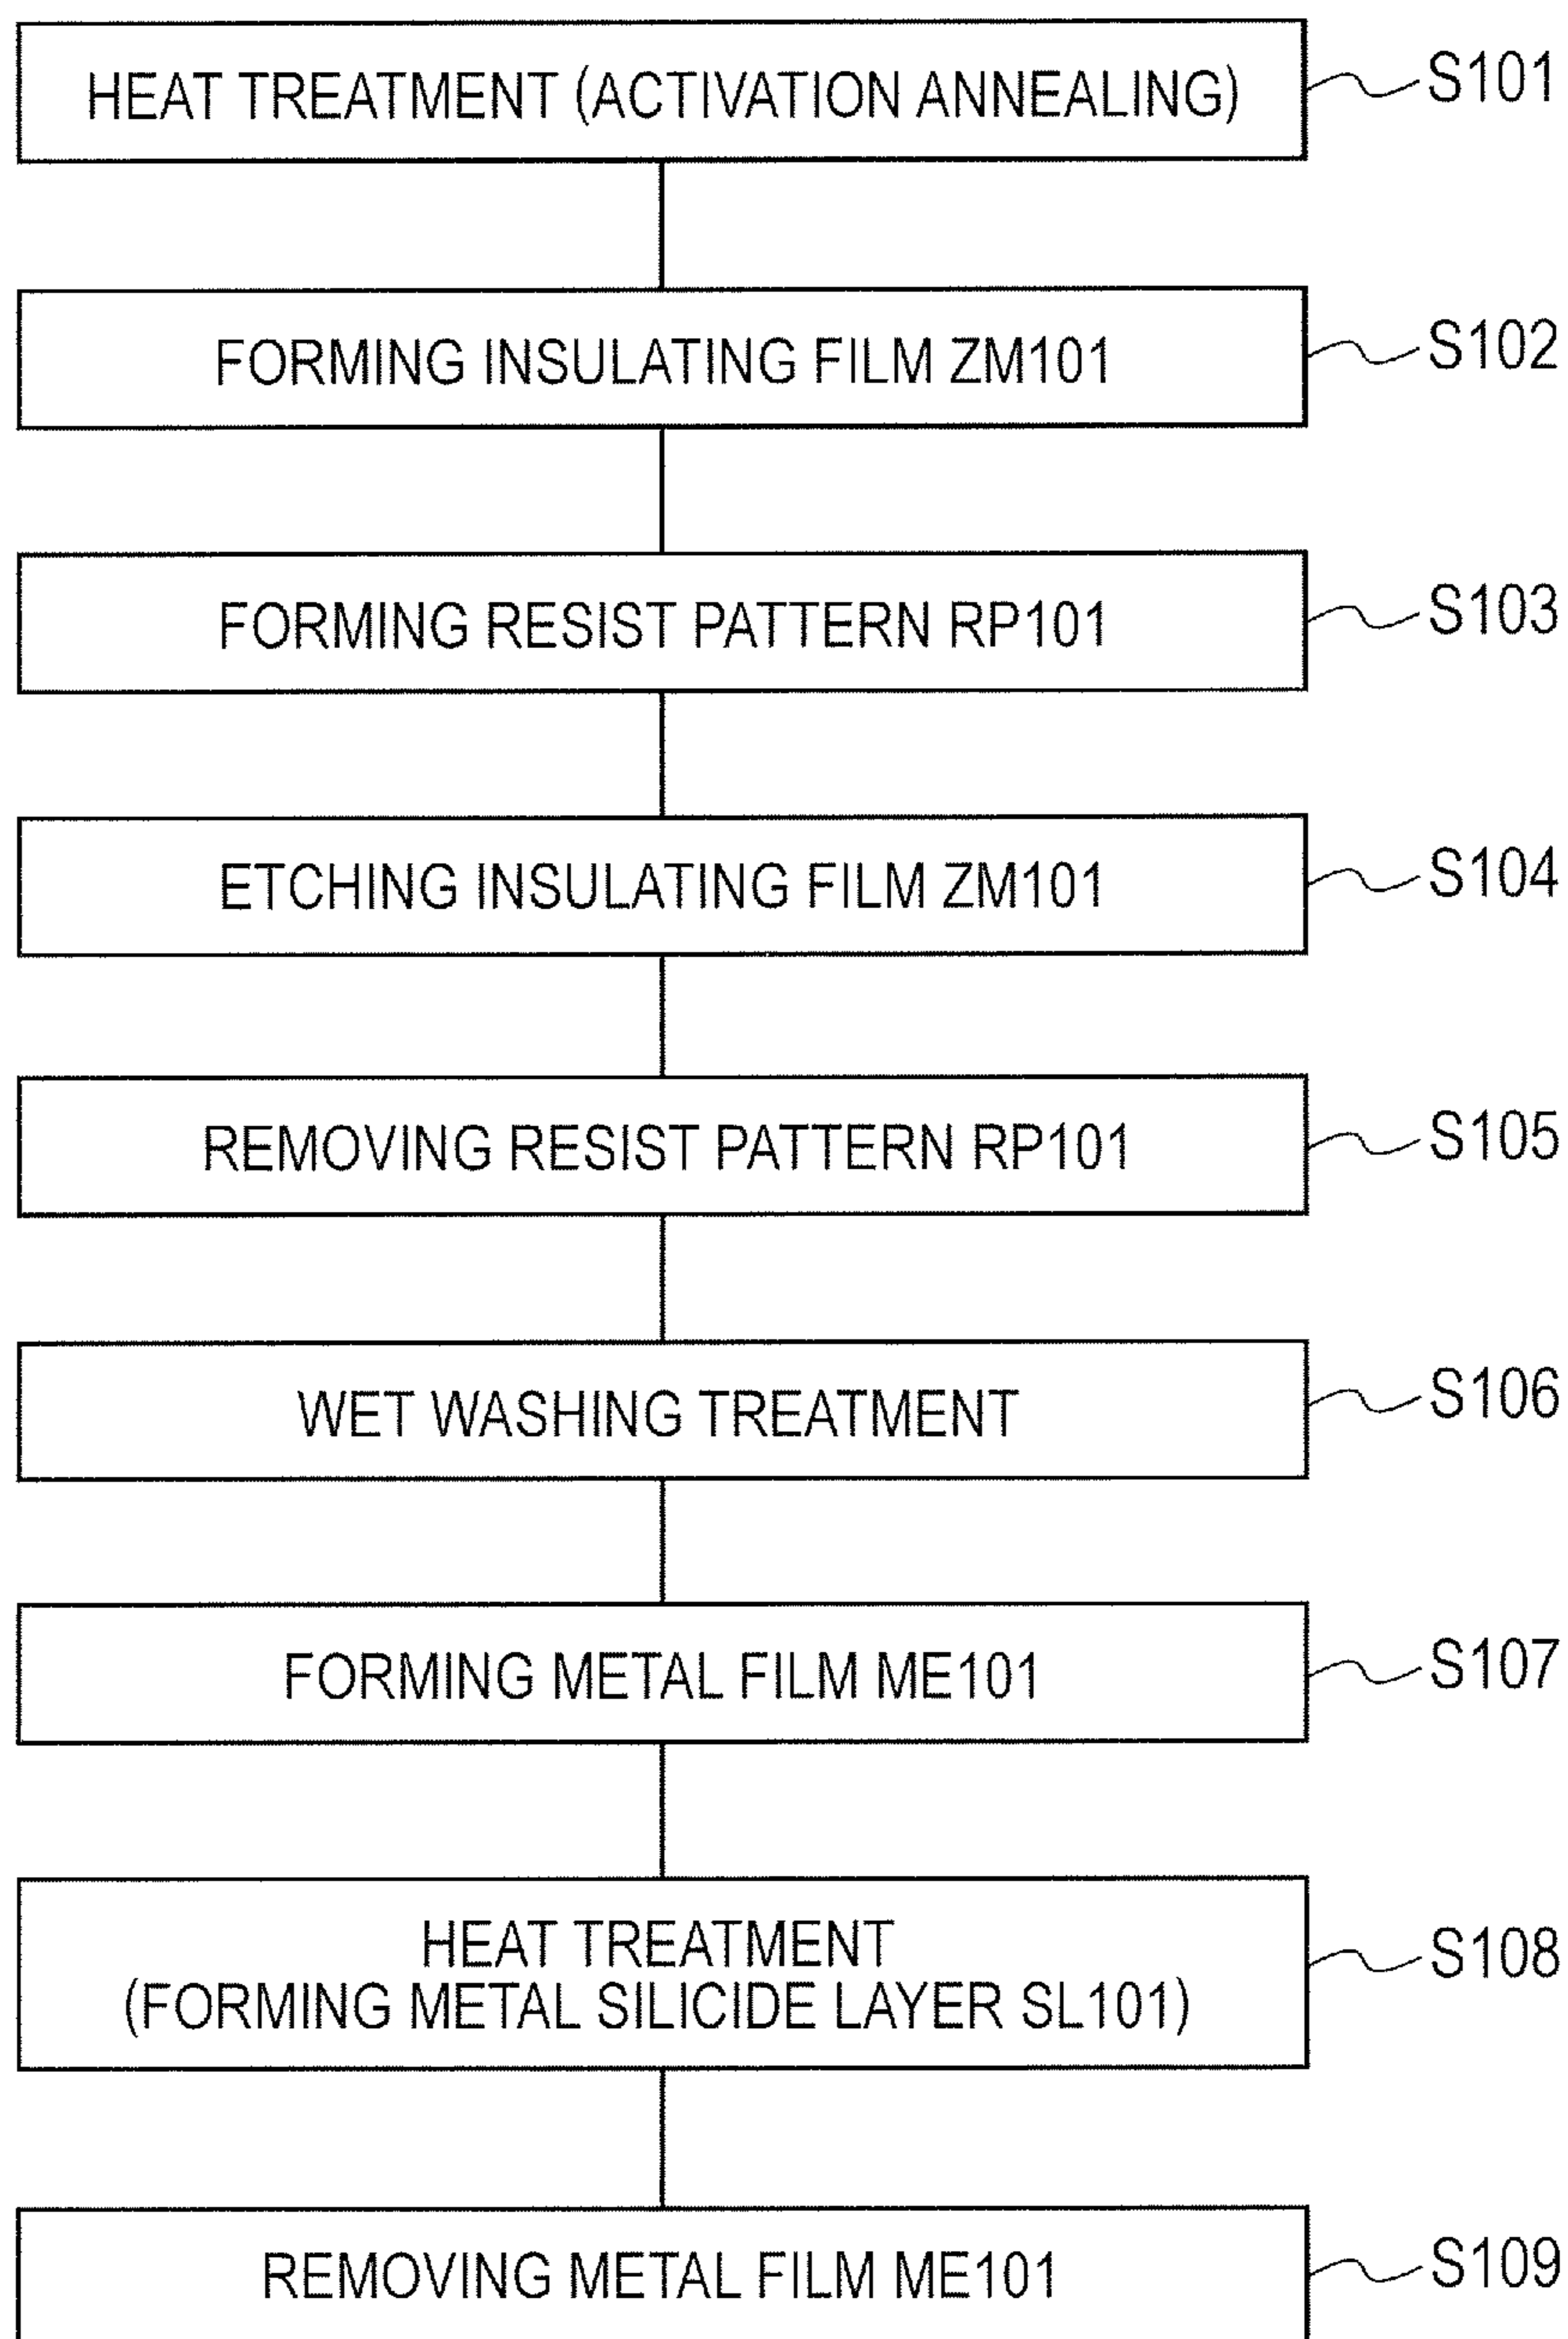 HEAT TREATMENT (ACTIVATION ANNEALING)
S101
FORMING INSULATING FILM ZM101
S102
FORMING RESIST PATTERN RP101
S103
ETCHING INSULATING FILM ZM101
S104
REMOVING RESIST PATTERN RP101
S105
WET WASHING TREATMENT
S106
FORMING METAL FILM ME101
S107
HEAT TREATMENT
(FORMING METAL SILICIDE LAYER SL101)
S108
REMOVING METAL FILM ME101
S109